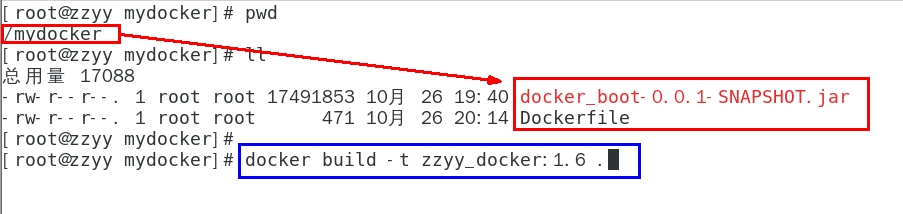 [root@zzyy mydocker]# pwd
/mydocker
[root@zzyy mydocker]# ll
总用量 17088
-rw-r--r--. 1 root root 17491853 10月 26 19:40 docker_boot-0.0.1-SNAPSHOT.jar
-rw-r--r--. 1 root root      471 10月 26 20:14 Dockerfile
[root@zzyy mydocker]#
[root@zzyy mydocker]# docker build -t zzyy_docker:1.6 .